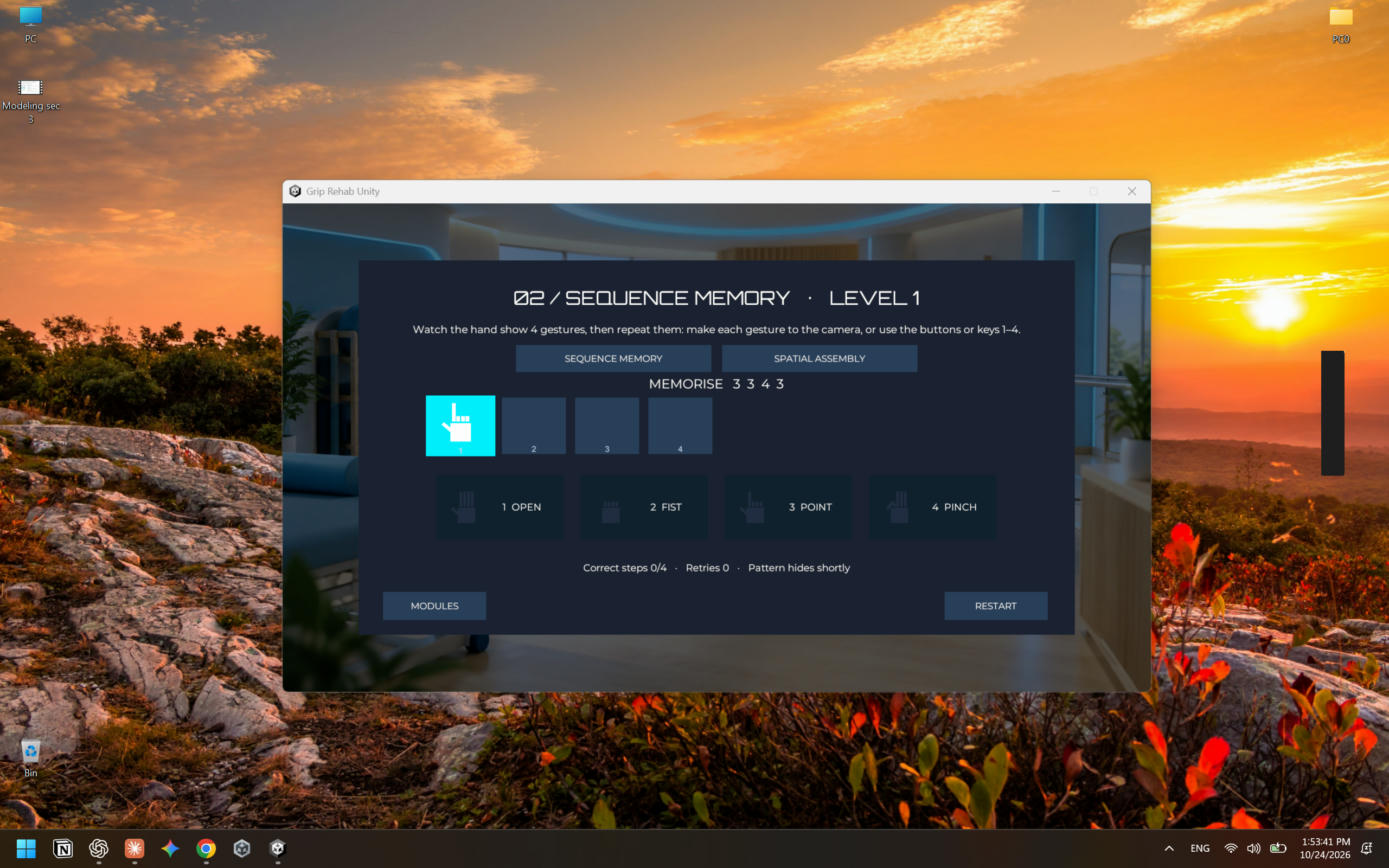 PC
PC0
Modeling sec
3
Grip Rehab Unity
02 / SEQUENCE MEMORY · LEVEL 1
Watch the hand show 4 gestures, then repeat them: make each gesture to the camera, or use the buttons or keys 1–4.
SEQUENCE MEMORY
SPATIAL ASSEMBLY
MEMORISE 3 3 4 3
1
2
3
4
1 OPEN
2 FIST
3 POINT
4 PINCH
Correct steps 0/4 · Retries 0 · Pattern hides shortly
MODULES
RESTART
Bin
ENG
1:53:41 PM
10/24/2026